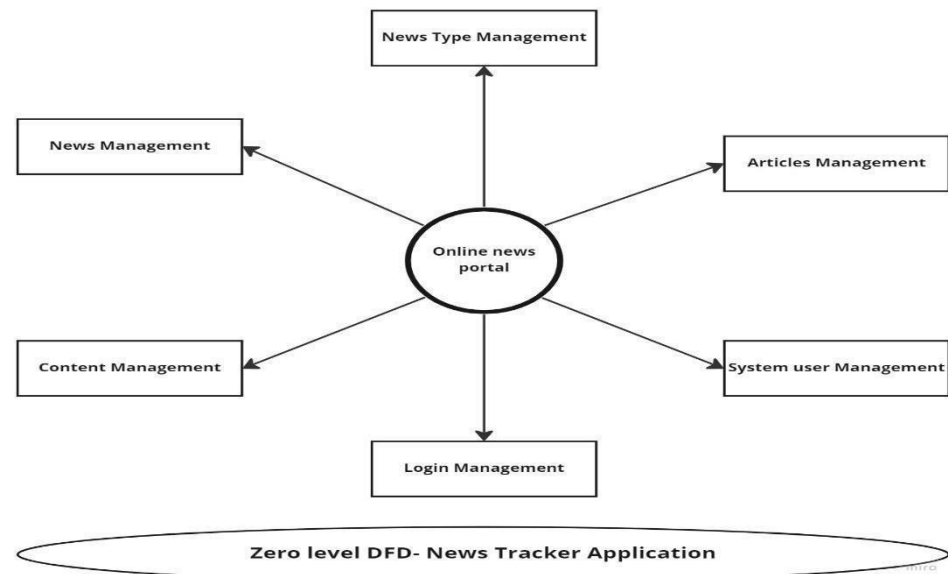 News Type Management
News Management
Articles Management
Online news
portal
Content Management
System user Management
Login Management
Zero level DFD- News Tracker Application
miro